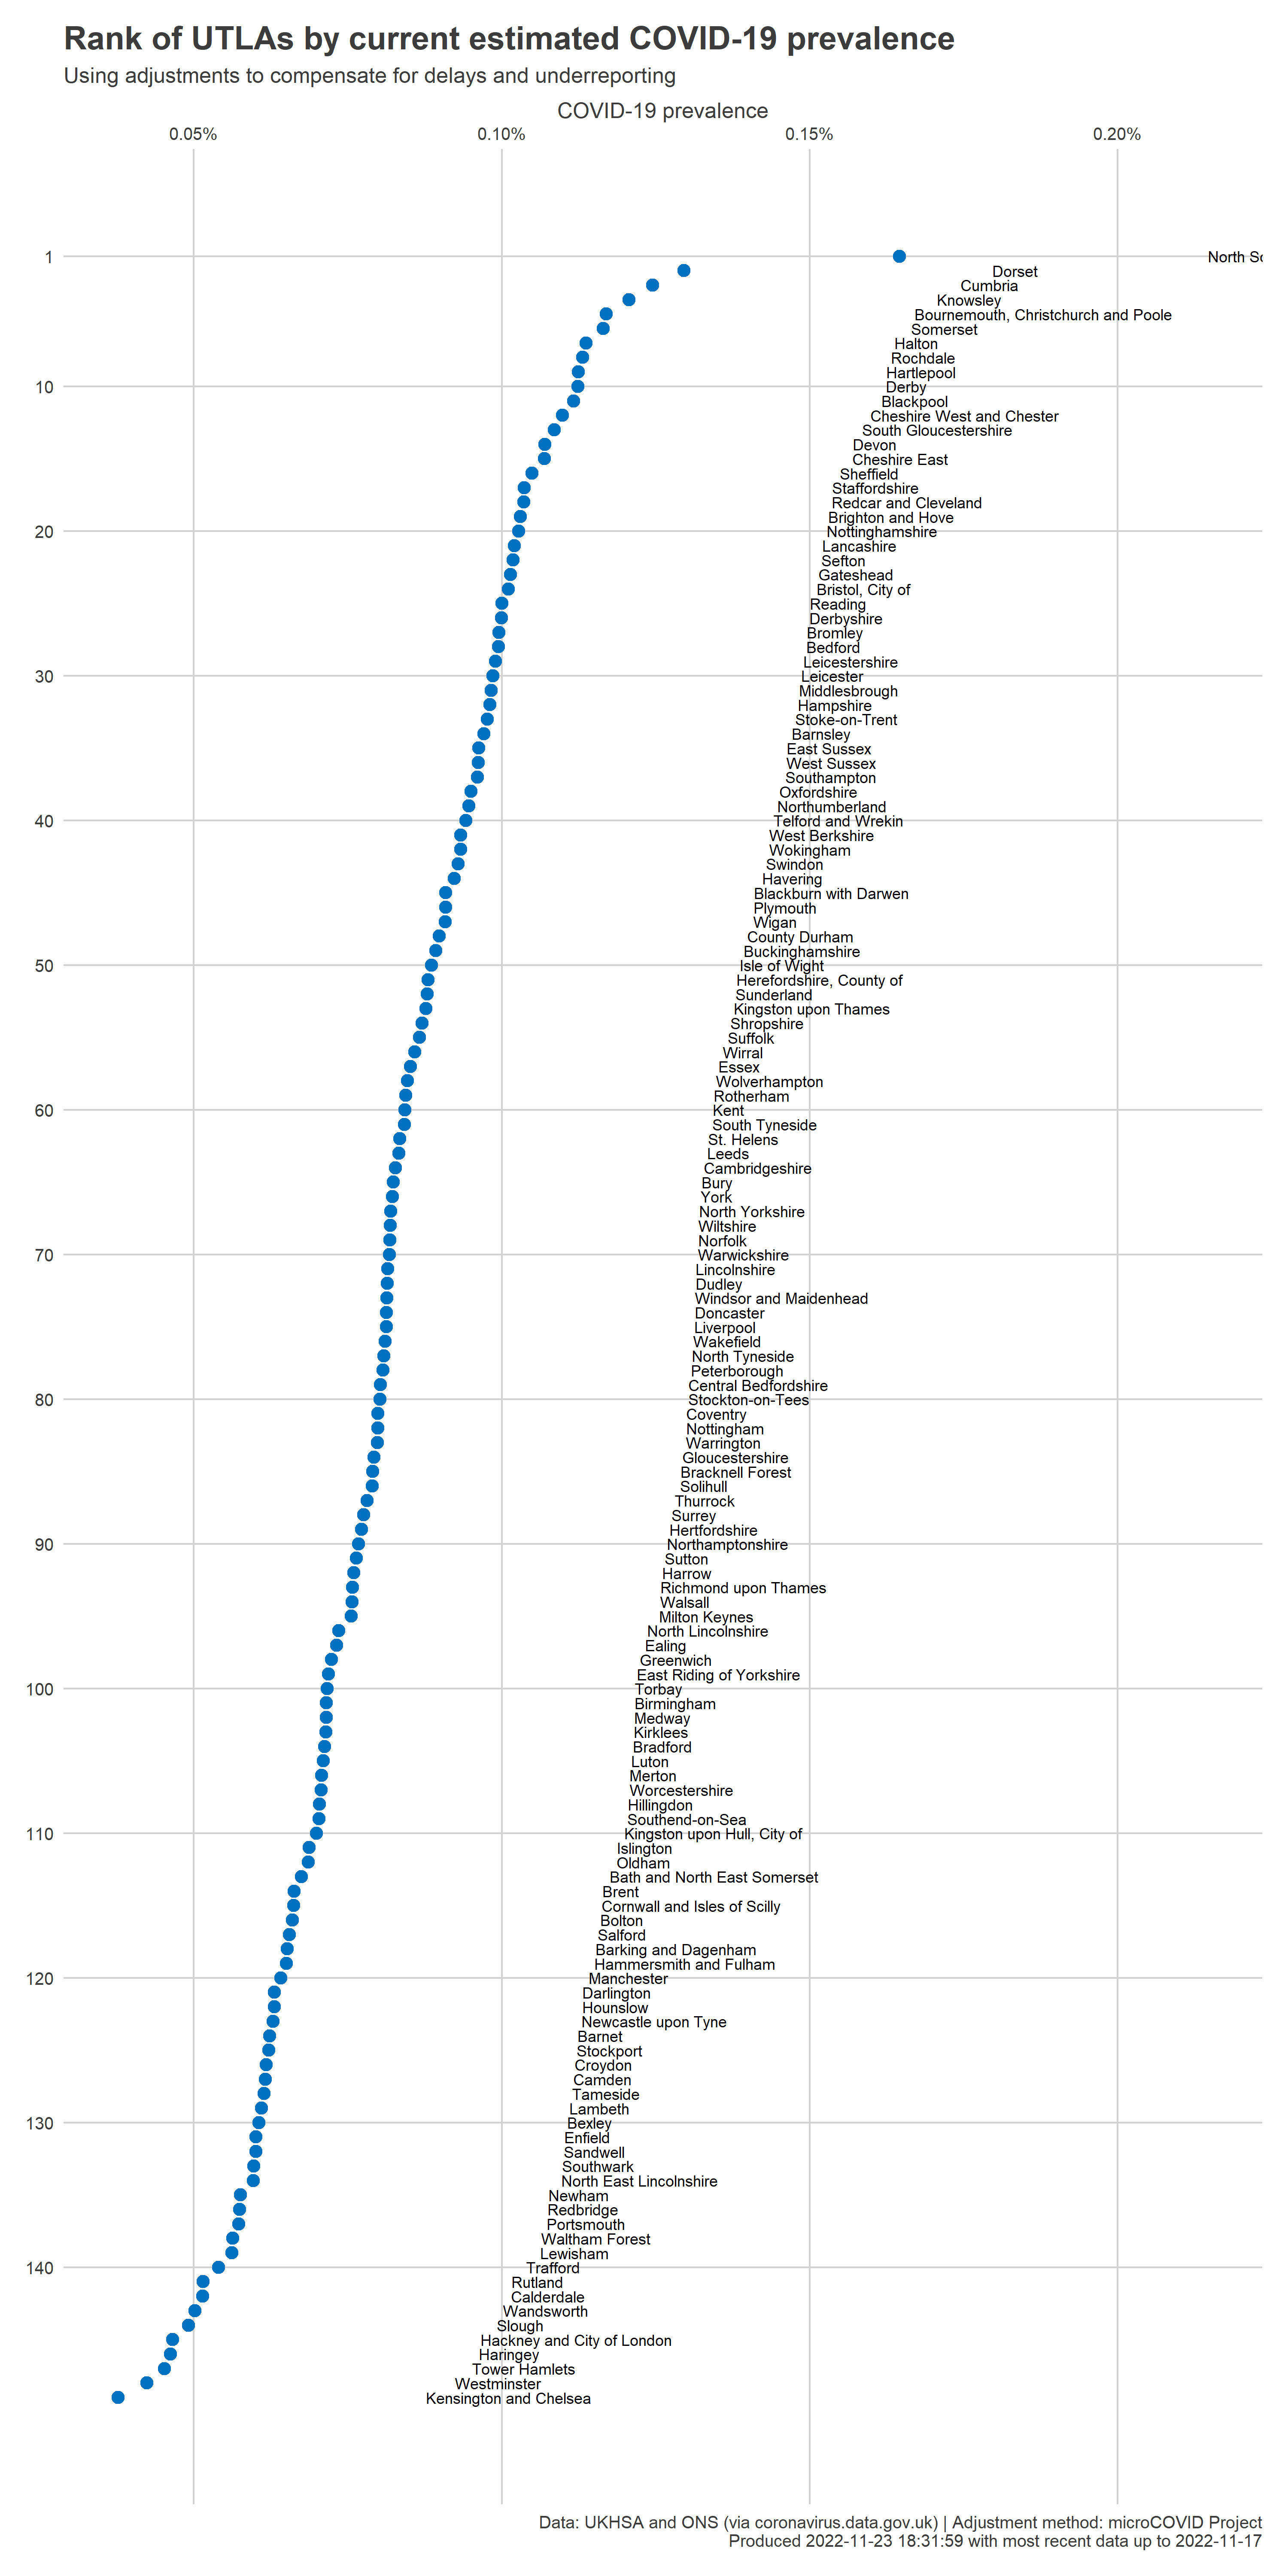 Rank of UTLAs by current estimated COVID-19 prevalence
Using adjustments to compensate for delays and underreporting
COVID-19 prevalence
0.05% 0.10% 0.15% 0.20%
1 North So
Dorset
Cumbria
Knowsley
Bournemouth, Christchurch and Poole
Somerset
Halton
Rochdale
Hartlepool
10 Derby
Blackpool
Cheshire West and Chester
South Gloucestershire
Devon
Cheshire East
Sheffield
Staffordshire
Redcar and Cleveland
Brighton and Hove
20 Nottinghamshire
Lancashire
Sefton
Gateshead
Bristol, City of
Reading
Derbyshire
Bromley
Bedford
Leicestershire
30 Leicester
Middlesbrough
Hampshire
Stoke-on-Trent
Barnsley
East Sussex
West Sussex
Southampton
Oxfordshire
Northumberland
40 Telford and Wrekin
West Berkshire
Wokingham
Swindon
Havering
Blackburn with Darwen
Plymouth
Wigan
County Durham
Buckinghamshire
50 Isle of Wight
Herefordshire, County of
Sunderland
Kingston upon Thames
Shropshire
Suffolk
Wirral
Essex
Wolverhampton
Rotherham
60 Kent
South Tyneside
St. Helens
Leeds
Cambridgeshire
Bury
York
North Yorkshire
Wiltshire
Norfolk
70 Warwickshire
Lincolnshire
Dudley
Windsor and Maidenhead
Doncaster
Liverpool
Wakefield
North Tyneside
Peterborough
Central Bedfordshire
80 Stockton-on-Tees
Coventry
Nottingham
Warrington
Gloucestershire
Bracknell Forest
Solihull
Thurrock
Surrey
Hertfordshire
90 Northamptonshire
Sutton
Harrow
Richmond upon Thames
Walsall
Milton Keynes
North Lincolnshire
Ealing
Greenwich
East Riding of Yorkshire
100 Torbay
Birmingham
Medway
Kirklees
Bradford
Luton
Merton
Worcestershire
Hillingdon
Southend-on-Sea
110 Kingston upon Hull, City of
Islington
Oldham
Bath and North East Somerset
Brent
Cornwall and Isles of Scilly
Bolton
Salford
Barking and Dagenham
Hammersmith and Fulham
120 Manchester
Darlington
Hounslow
Newcastle upon Tyne
Barnet
Stockport
Croydon
Camden
Tameside
Lambeth
130 Bexley
Enfield
Sandwell
Southwark
North East Lincolnshire
Newham
Redbridge
Portsmouth
Waltham Forest
Lewisham
140 Trafford
Rutland
Calderdale
Wandsworth
Slough
Hackney and City of London
Haringey
Tower Hamlets
Westminster
Kensington and Chelsea
Data: UKHSA and ONS (via coronavirus.data.gov.uk) | Adjustment method: microCOVID Project
Produced 2022-11-23 18:31:59 with most recent data up to 2022-11-17